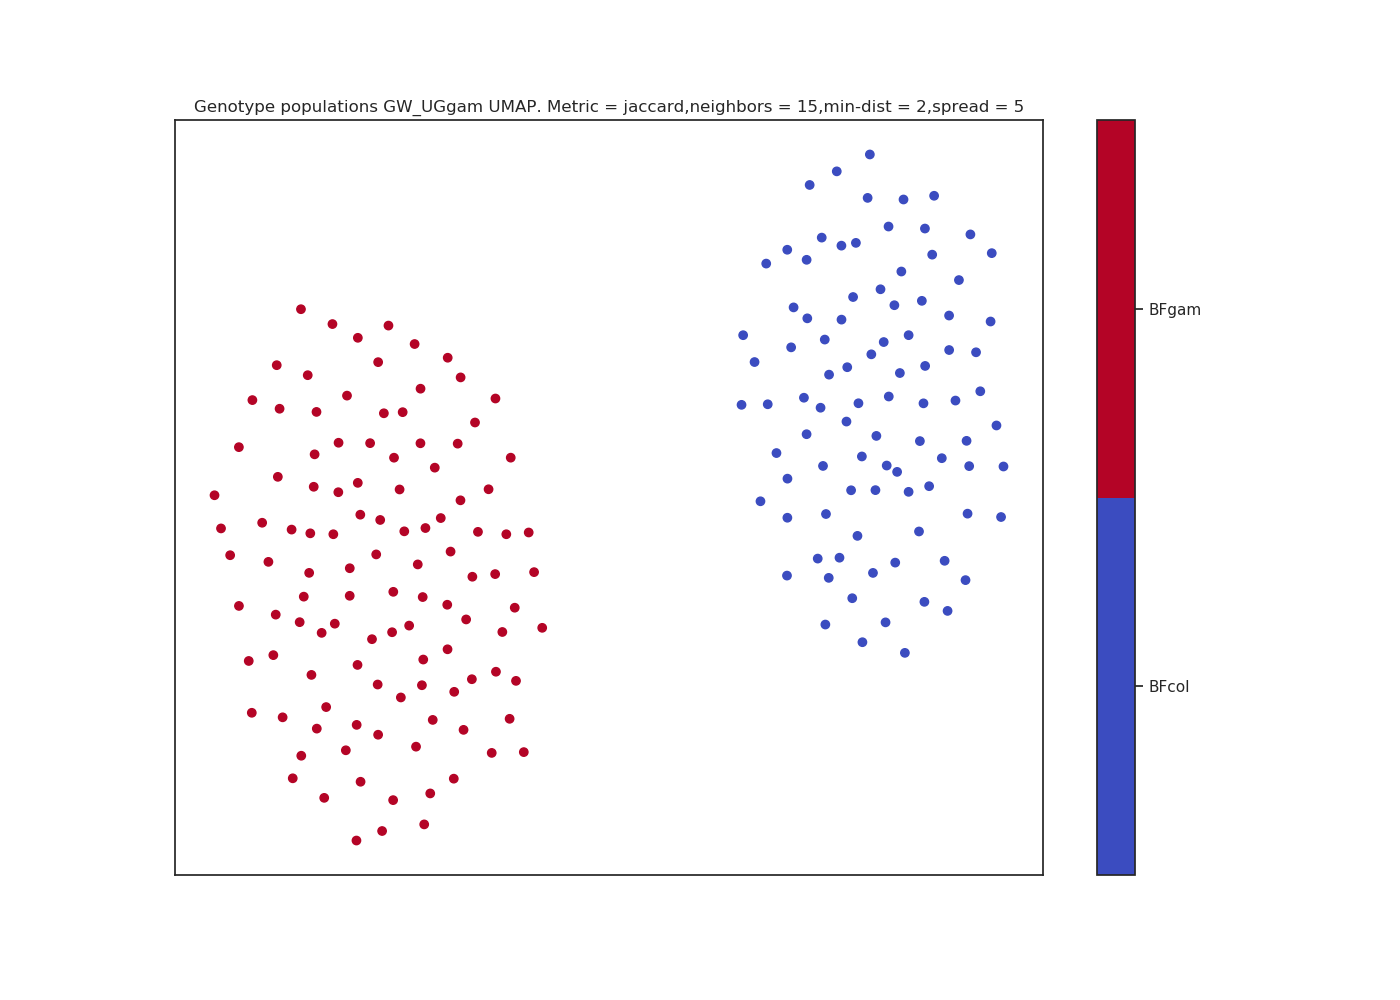 Genotype populations GW_UGgam UMAP. Metric = jaccard,neighbors = 15,min-dist = 2,spread = 5
BFgam
BFcol